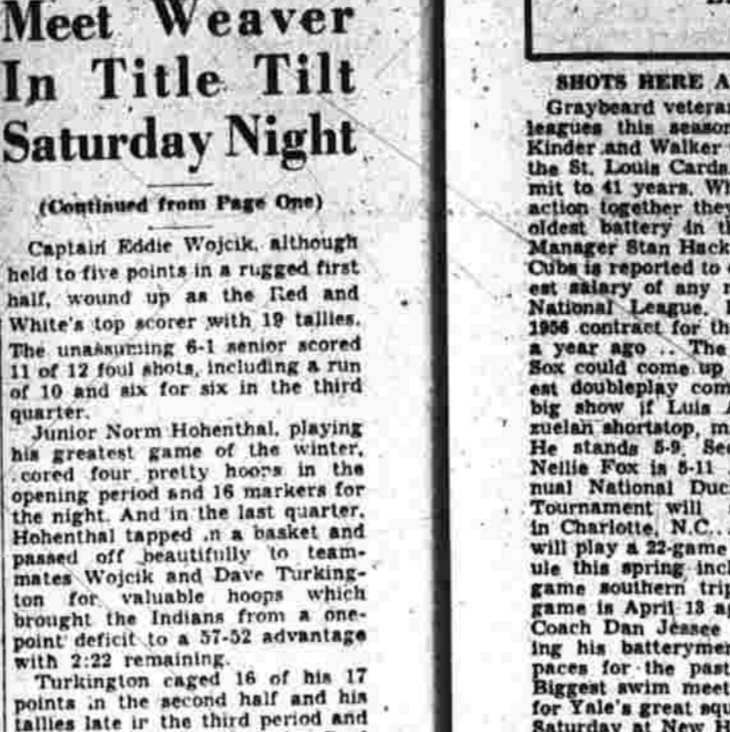 Meet Weaver
In Title Tilt
Saturday Night
(Continued from Page One)
Captain Eddie Wojcik, although
held to five points in a rugged first
half, wound up as the Red and
White's top scorer with 19 tallies.
The unassuming 6-1 senior scored
11 of 12 foul shots, including a run
of 10 and six for six in the third
quarter.
Junior Norm Hohenthal, playing
his greatest game of the winter,
cored four pretty hoops in the
opening period and 16 markers for
the night. And in the last quarter,
Hohenthal tapped in a basket and
passed off beautifully to team-
mates Wojcik and Dave Turking-
ton for valuable hoops which
brought the Indians from a one-
point deficit to a 57-52 advantage
with 2:22 remaining.
Turkington caged 16 of his 17
points in the second half and his
tallies late in the third period and
SHOTS HERE A
Graybeard vetera
leagues this season
Kinder and Walker
the St. Louis Cards
mit to 41 years. Wh
action together they
oldest battery in th
Manager Stan Hack
Cubs is reported to
est salary of any
National League.
1956 contract for th
a year ago .. The
Sox could come up
est doubleplay com
big show if Luis A
zuelan shortstop, m
He stands 5-9. Sec
Nellie Fox is 5-11
nual National Duc
Tournament will
in Charlotte, N.C..
will play a 22-game
ule this spring incl
game southern trip
game is April 13 ag
Coach Dan Jessee
ing his batterymen
paces for the past
Biggest swim meet
for Yale's great squ
Saturday at New H